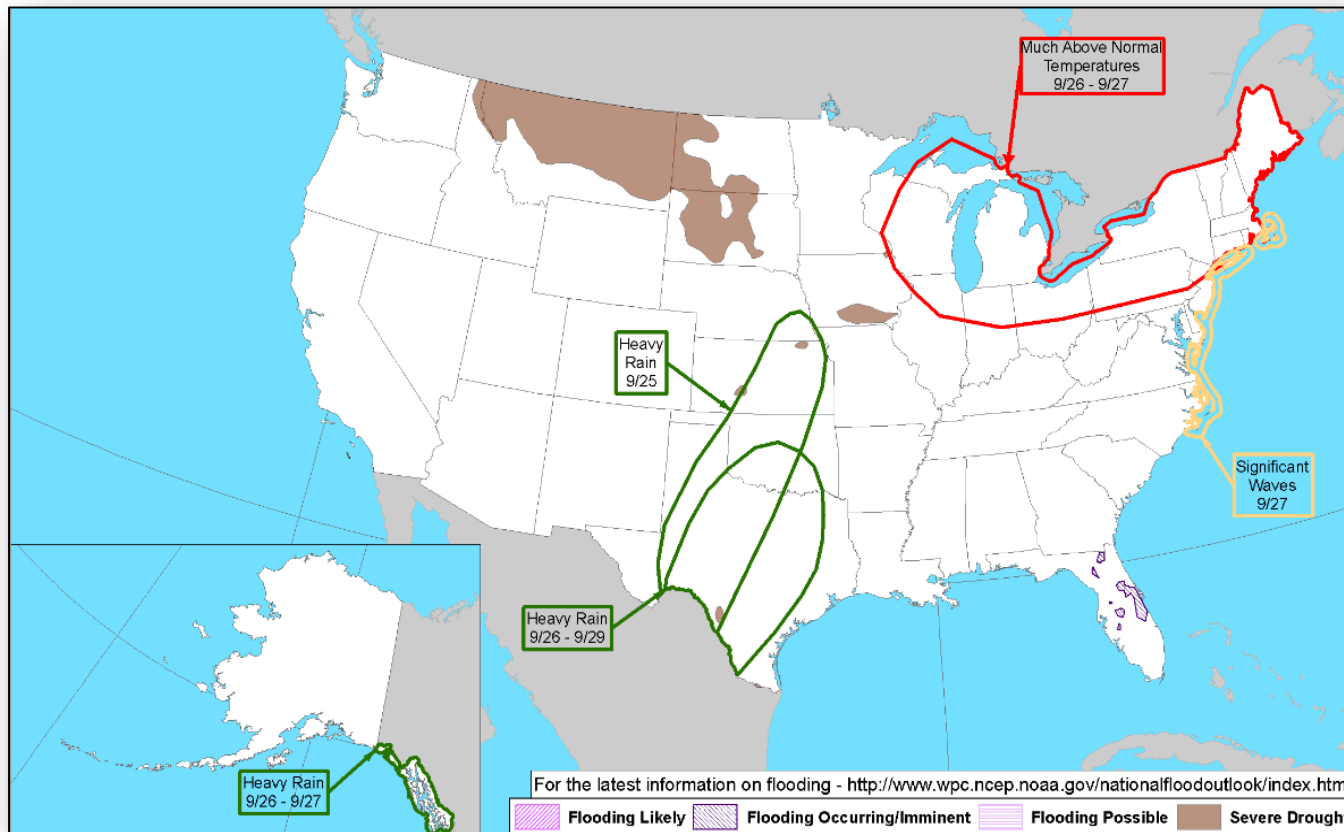 Much Above Normal
Temperatures
9/26 - 9/27
Heavy
Rain
9/25
Significant
Waves
9/27
Heavy Rain
9/26 - 9/29
Heavy Rain
9/26 - 9/27
For the latest information on flooding - http://www.wpc.ncep.noaa.gov/nationalfloodoutlook/index.htm
Flooding Likely
Flooding Occurring/Imminent
Flooding Possible
Severe Drough